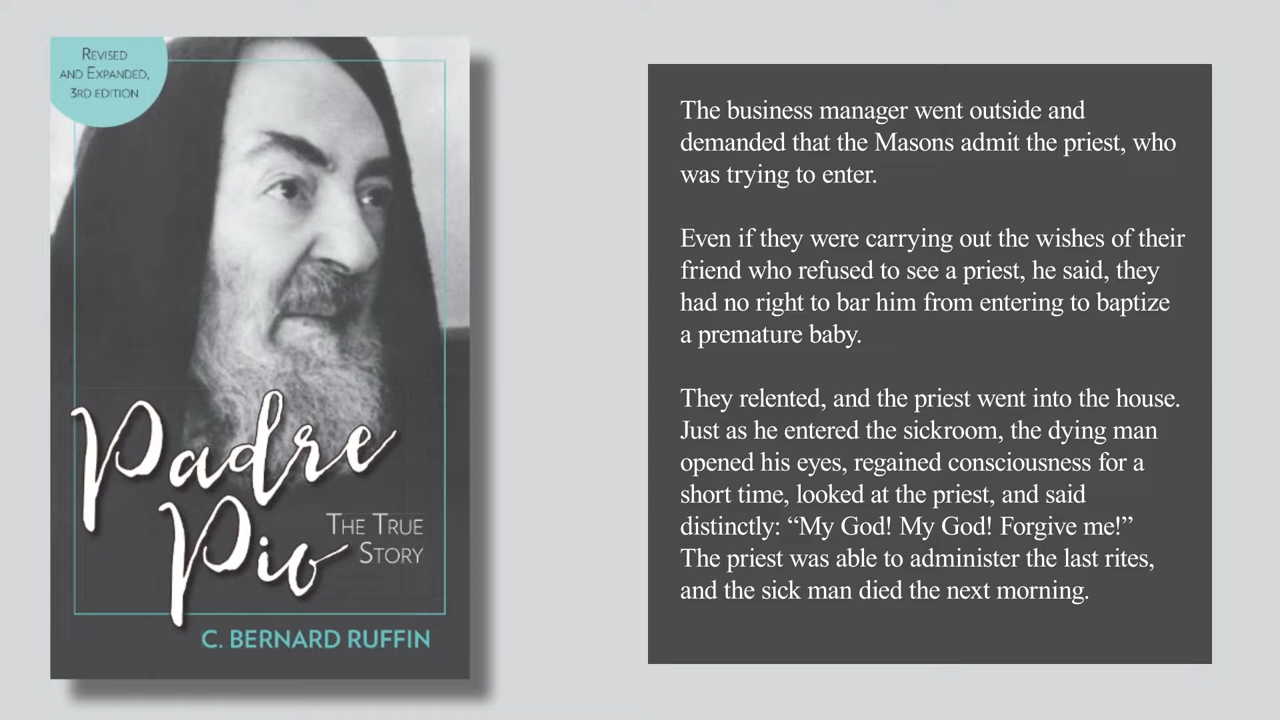 REVISED
AND EXPANDED,
3RD EDITION
Padre
Pio
THE TRUE
STORY
C. BERNARD RUFFIN
The business manager went outside and
demanded that the Masons admit the priest, who
was trying to enter.
Even if they were carrying out the wishes of their
friend who refused to see a priest, he said, they
had no right to bar him from entering to baptize
a premature baby.
They relented, and the priest went into the house.
Just as he entered the sickroom, the dying man
opened his eyes, regained consciousness for a
short time, looked at the priest, and said
distinctly: “My God! My God! Forgive me!”
The priest was able to administer the last rites,
and the sick man died the next morning.